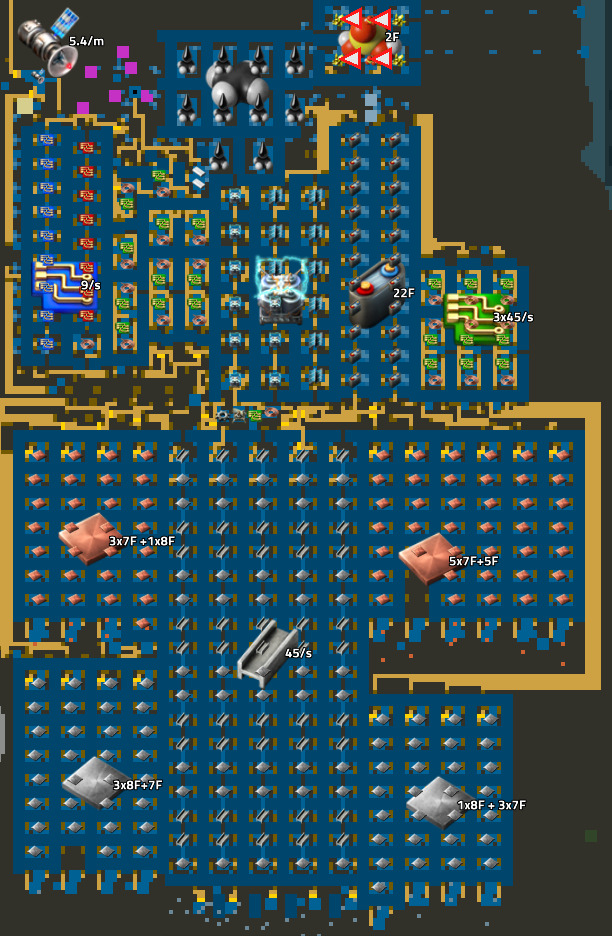 5.4/m
2F
9/s
22F
3x45/s
3x7F +1x8F
5x7F+5F
45/s
3x8F+7F
1x8F + 3x7F